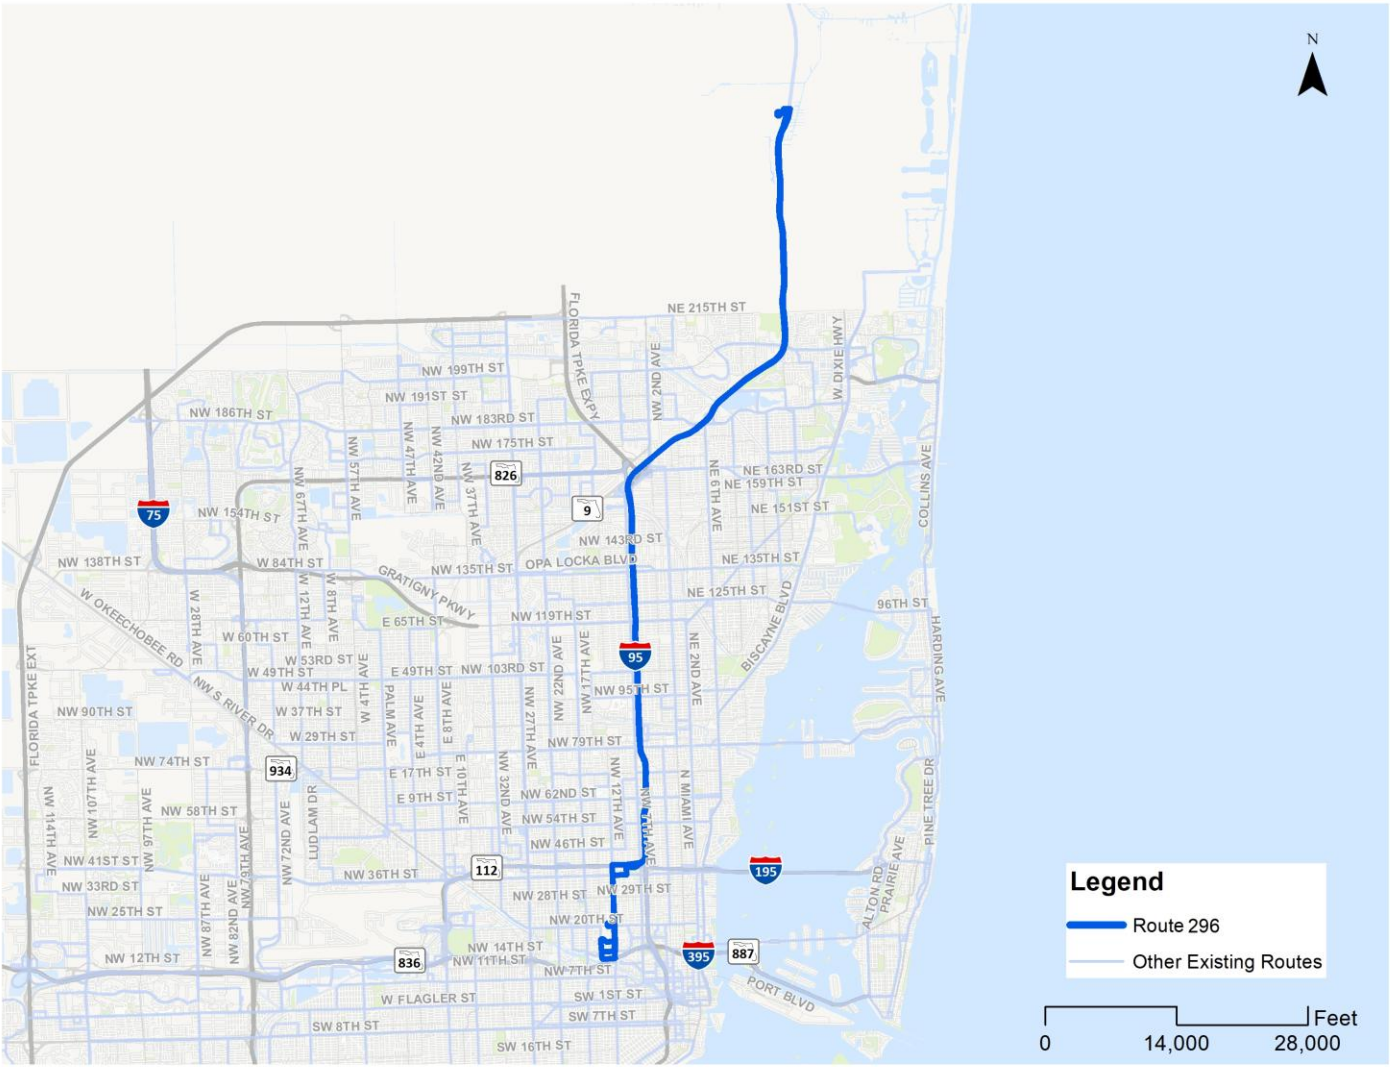 N
NE 215TH ST
FLORIDA TPKE EXPY
W DIXIE HWY
NW 2ND AVE
NW 199TH ST
NW 191ST ST
NW 186TH ST
NW 183RD ST
NW 175TH ST
NW 57TH AVE
NW 47TH AVE
NW 42ND AVE
NW 37TH AVE
NW 67TH AVE
826
NE 163RD ST
NE 159TH ST
NE 6TH AVE
COLLINS AVE
75
NW 154TH ST
9
NE 151ST ST
NW 143RD ST
NW 138TH ST
W 84TH ST
NW 135TH ST
OPA LOCKA BLVD
NE 135TH ST
GRATIGNY PKWY
W 12TH AVE
W 8TH AVE
W 28TH AVE
W OKEECHOBEE RD
NE 125TH ST
96TH ST
BISCAYNE BLVD
E 65TH ST
NW 119TH ST
HARDING AVE
W 60TH ST
95
FLORIDA TPKE EXT
W 53RD ST
W 49TH ST
E 49TH ST
NW 103RD ST
NW 22ND AVE
NW 17TH AVE
NE 2ND AVE
W 44TH PL
W 4TH AVE
PALM AVE
E 4TH AVE
E 8TH AVE
NW 27TH AVE
NW 95TH ST
NW S RIVER DR
NW 90TH ST
W 37TH ST
W 29TH ST
NW 79TH ST
NW 74TH ST
934
E 17TH ST
E 10TH AVE
NW 32ND AVE
NW 12TH AVE
N MIAMI AVE
PINE TREE DR
NW 114TH AVE
NW 107TH AVE
NW 97TH AVE
NW 58TH ST
NW 72ND AVE
LUDLAM DR
E 9TH ST
NW 62ND ST
NW 54TH ST
NW 7TH AVE
NW 46TH ST
NW 41ST ST
NW 36TH ST
112
195
PRAIRIE AVE
ALTON RD
NW 33RD ST
NW 87TH AVE
NW 82ND AVE
NW 79TH AVE
NW 28TH ST
NW 29TH ST
NW 25TH ST
NW 20TH ST
NW 12TH ST
836
NW 14TH ST
NW 11TH ST
NW 7TH ST
395
887
PORT BLVD
W FLAGLER ST
SW 1ST ST
SW 7TH ST
SW 8TH ST
SW 16TH ST
Legend
Route 296
Other Existing Routes
Feet
0 14,000 28,000